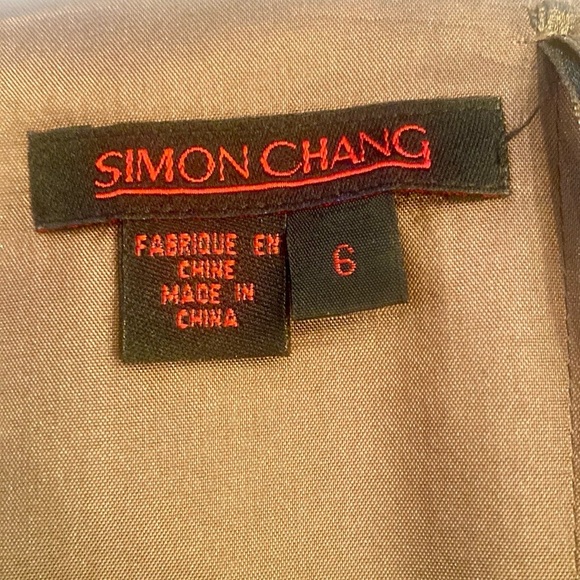 SIMON CHANG
FABRIQUE EN
CHINE
MADE IN
CHINA
6